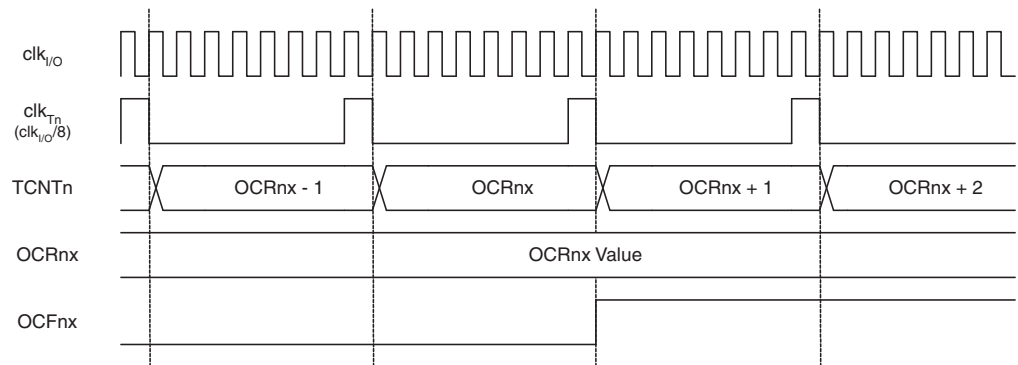 clkI/O
clkTn
(clkI/O/8)
TCNTn
OCRnx - 1
OCRnx
OCRnx + 1
OCRnx + 2
OCRnx
OCRnx Value
OCFnx